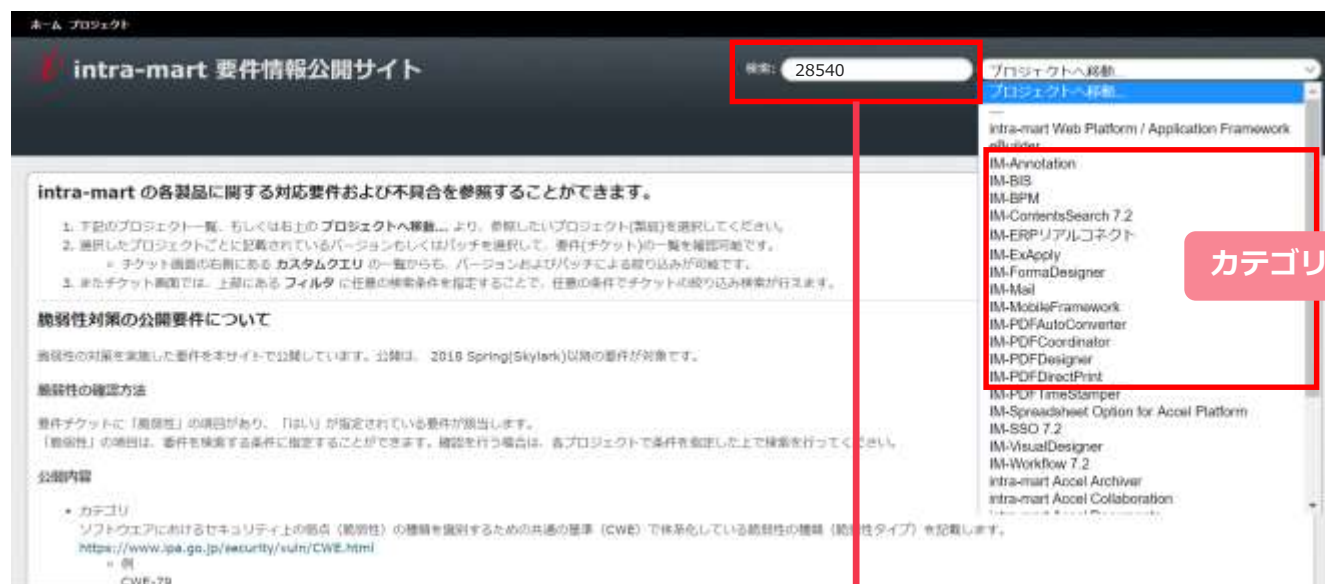 ホーム プロジェクト
intra-mart 要件情報公開サイト
検索: 28540
プロジェクトへ移動...
プロジェクトへ移動...
---
intra-mart Web Platform / Application Framework
eBuilder
IM-Annotation
IM-BIS
IM-BPM
IM-ContentsSearch 7.2
IM-ERPリアルコネクト
IM-ExApply
IM-FormaDesigner
IM-Mail
IM-MobileFramework
IM-PDFAutoConverter
IM-PDFCoordinator
IM-PDFDesigner
IM-PDFDirectPrint
IM-PDFTimeStamper
IM-Spreadsheet Option for Accel Platform
IM-SSO 7.2
IM-VisualDesigner
IM-Workflow 7.2
intra-mart Accel Archiver
intra-mart Accel Collaboration
intra-mart Accel Documents
カテゴリ
intra-mart の各製品に関する対応要件および不具合を参照することができます。
1. 下記のプロジェクト一覧、もしくは右上の プロジェクトへ移動... より、参照したいプロジェクト(製品)を選択してください。
2. 選択したプロジェクトごとに記載されているバージョンもしくはパッチを選択して、要件(チケット)の一覧を確認可能です。
チケット画面の右側にある カスタムクエリ の一覧からも、バージョンおよびパッチによる絞り込みが可能です。
3. またチケット画面では、上部にある フィルタ に任意の検索条件を指定することで、任意の条件でチケットの絞り込み検索が行えます。
脆弱性対策の公開要件について
脆弱性の対策を実施した要件を本サイトで公開しています。公開は、 2018 Spring(Skylark)以降の要件が対象です。
脆弱性の確認方法
要件チケットに「脆弱性」の項目があり、「はい」が指定されている要件が該当します。
「脆弱性」の項目は、要件を検索する条件に指定することができます。確認を行う場合は、各プロジェクトで条件を指定した上で検索を行ってください。
公開内容
カテゴリ
ソフトウエアにおけるセキュリティ上の弱点（脆弱性）の種類を識別するための共通の基準（CWE）で体系化している脆弱性の種類（脆弱性タイプ）を記載します。
https://www.ipa.go.jp/security/vuln/CWE.html
例
CWE-79